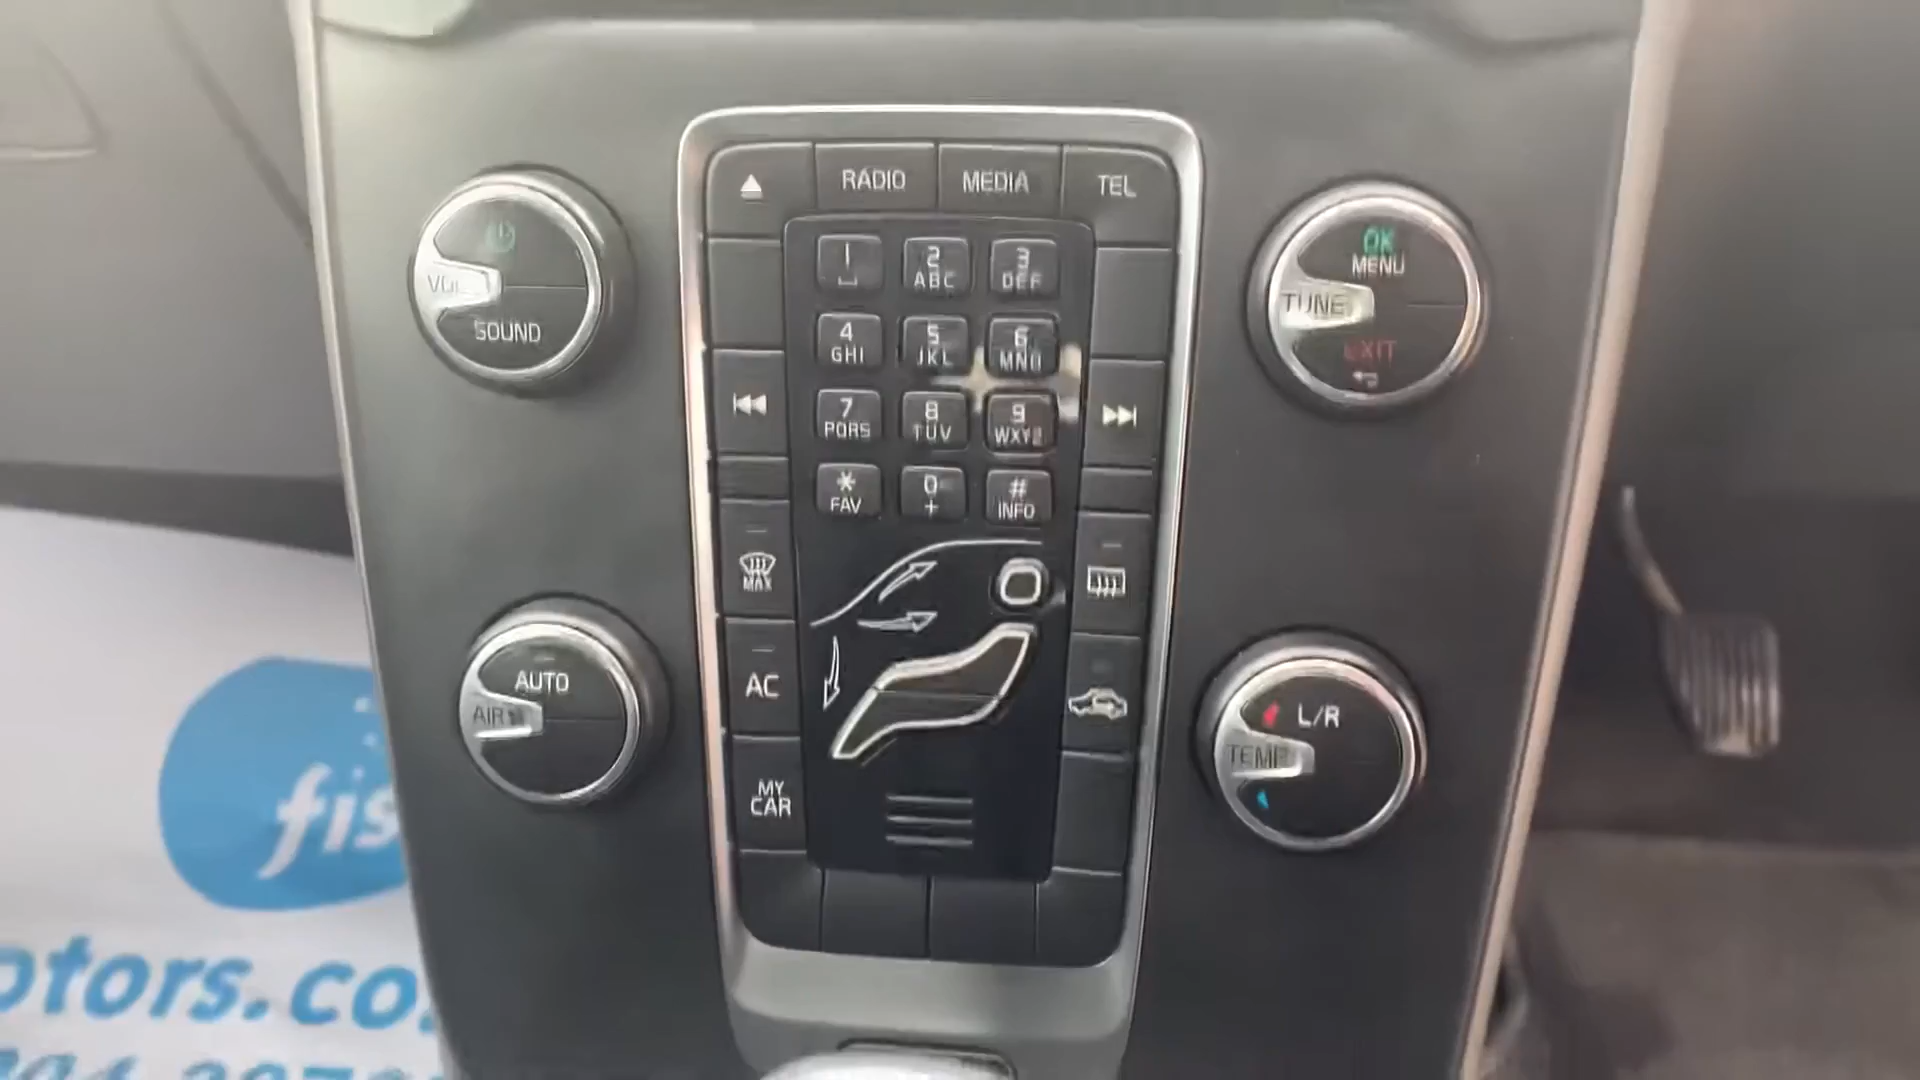 RADIO
MEDIA
TEL
VOL
SOUND
OK
MENU
TUNE
EXIT
1
2
ABC
3
DEF
4
GHI
5
JKL
6
MNO
7
PQRS
8
TUV
9
WXYZ
*
FAV
0
+
#
INFO
MAX
AUTO
AIR
AC
L/R
TEMP
MY
CAR
fis
otors.co